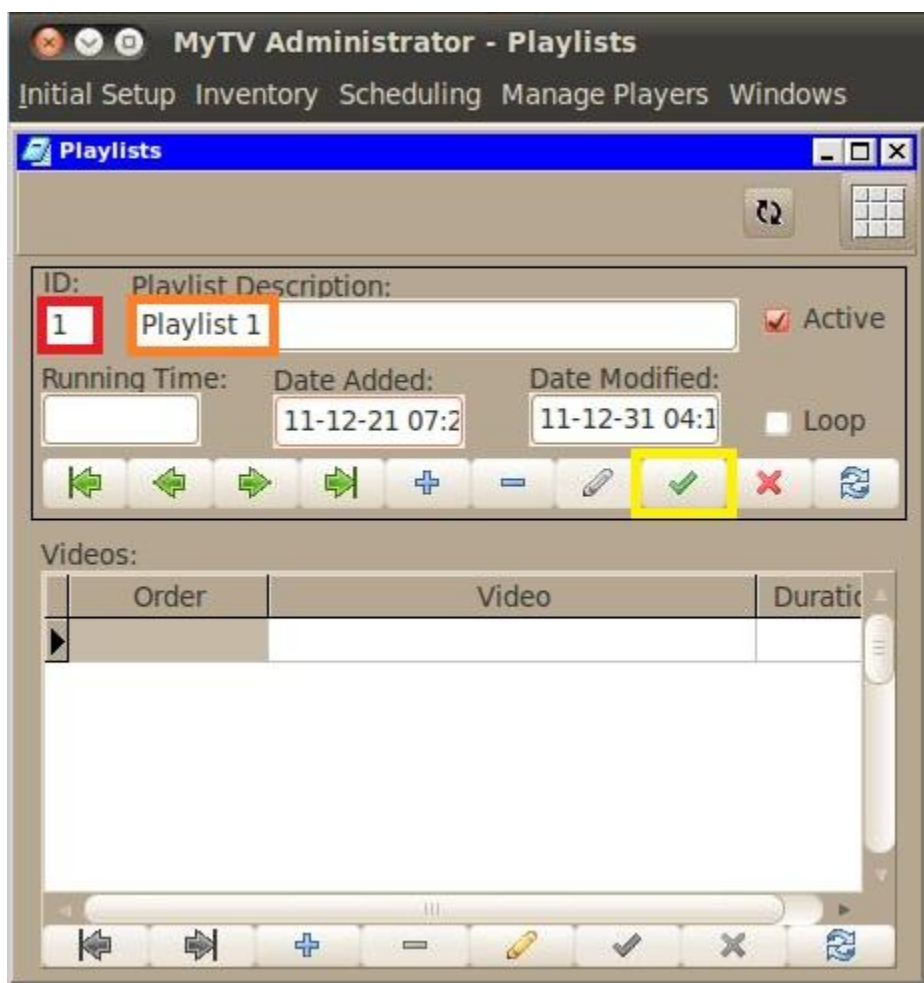 MyTV Administrator - Playlists
Initial Setup Inventory Scheduling Manage Players Windows
Playlists
ID: Playlist Description:
1 Playlist 1 Active
Running Time: Date Added: Date Modified:
11-12-21 07:2 11-12-31 04:1 Loop
Videos:
Order Video Duratic